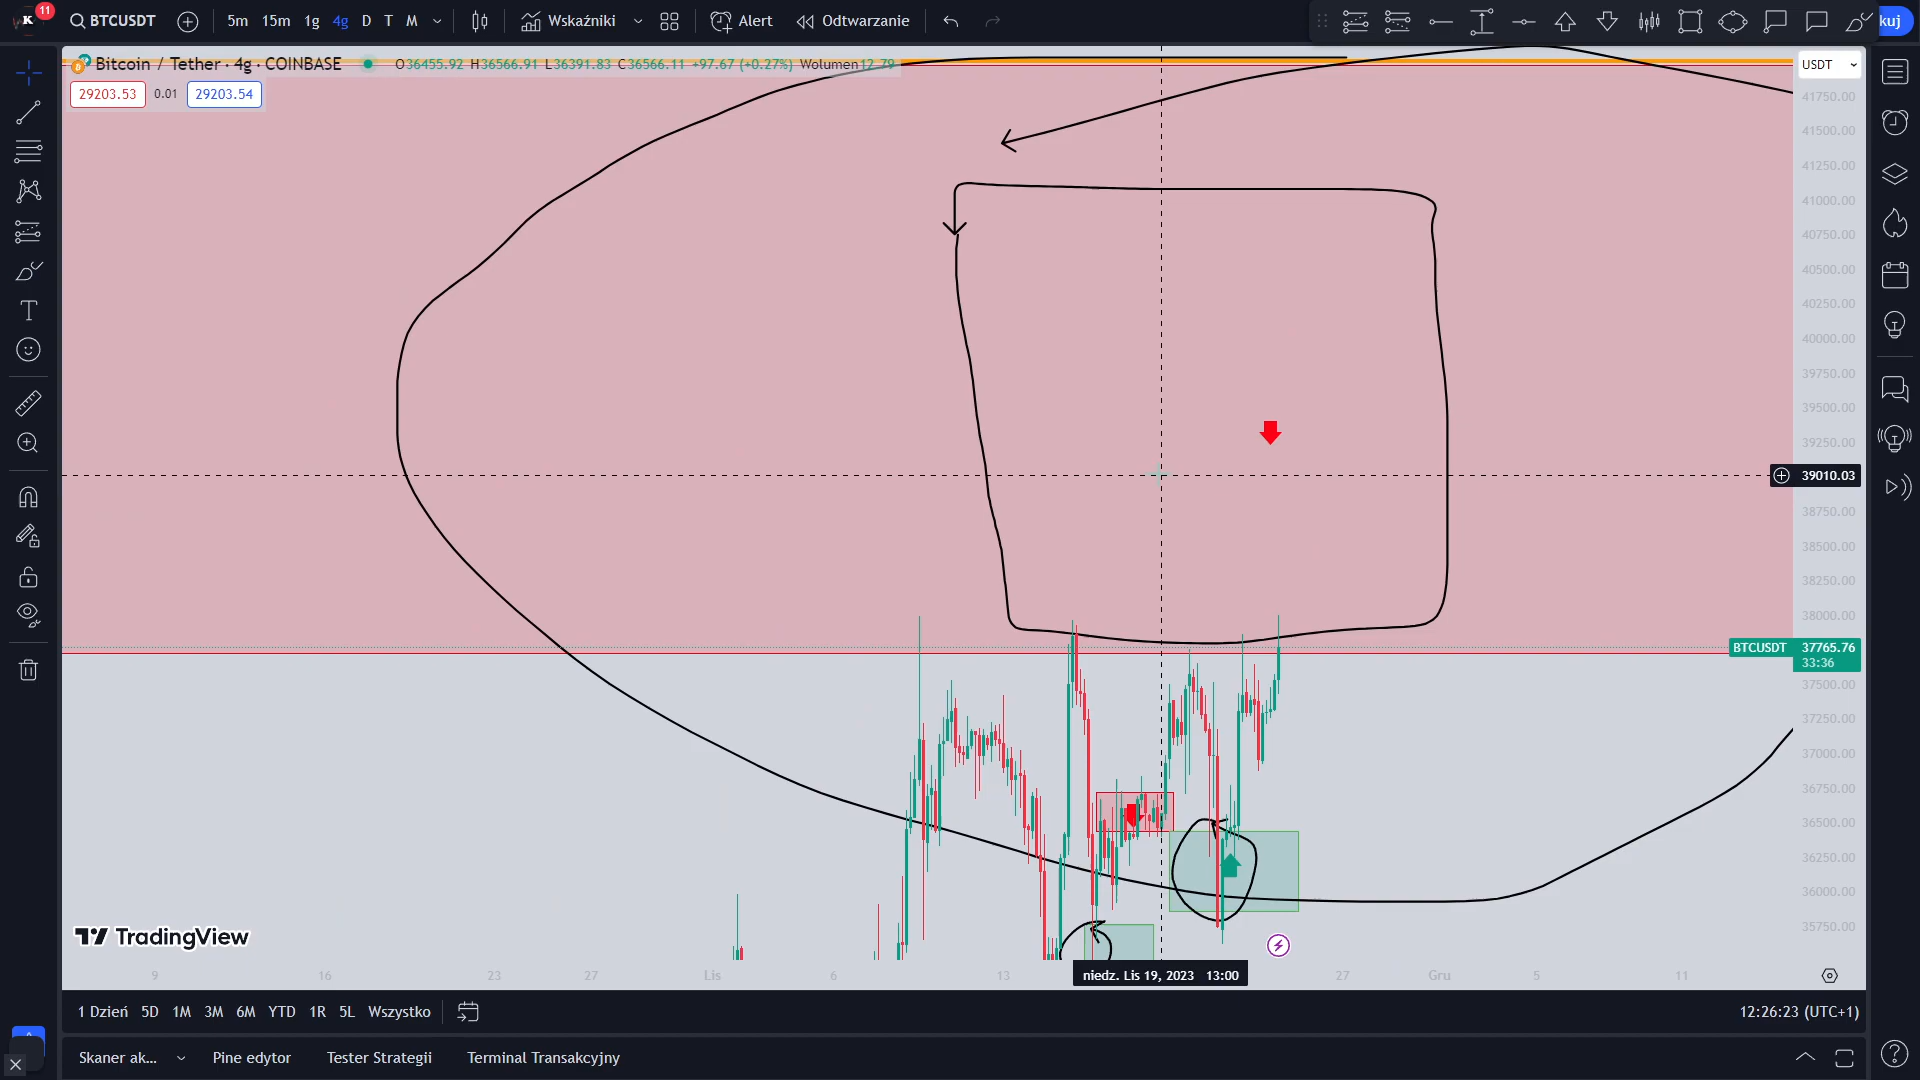 K 11 BTCUSDT 5m 15m 1g 4g D T M Wskaźniki Alert Odtwarzanie kuj
Bitcoin / Tether · 4g · COINBASE O36455.92 H36566.91 L36391.83 C36566.11 +97.67 (+0.27%) Wolumen12.79
USDT
29203.53 0.01 29203.54
41750.00
41500.00
41250.00
41000.00
40750.00
40500.00
40250.00
40000.00
39750.00
39500.00
39250.00
39010.03
38750.00
38500.00
38250.00
38000.00
BTCUSDT 37765.76
33:36
37500.00
37250.00
37000.00
36750.00
36500.00
36250.00
36000.00
35750.00
TradingView
9 16 23 27 Lis 6 13 niedz. Lis 19, 2023 13:00 27 Gru 5 11
1 Dzień 5D 1M 3M 6M YTD 1R 5L Wszystko 12:26:23 (UTC+1)
Skaner ak... Pine edytor Tester Strategii Terminal Transakcyjny